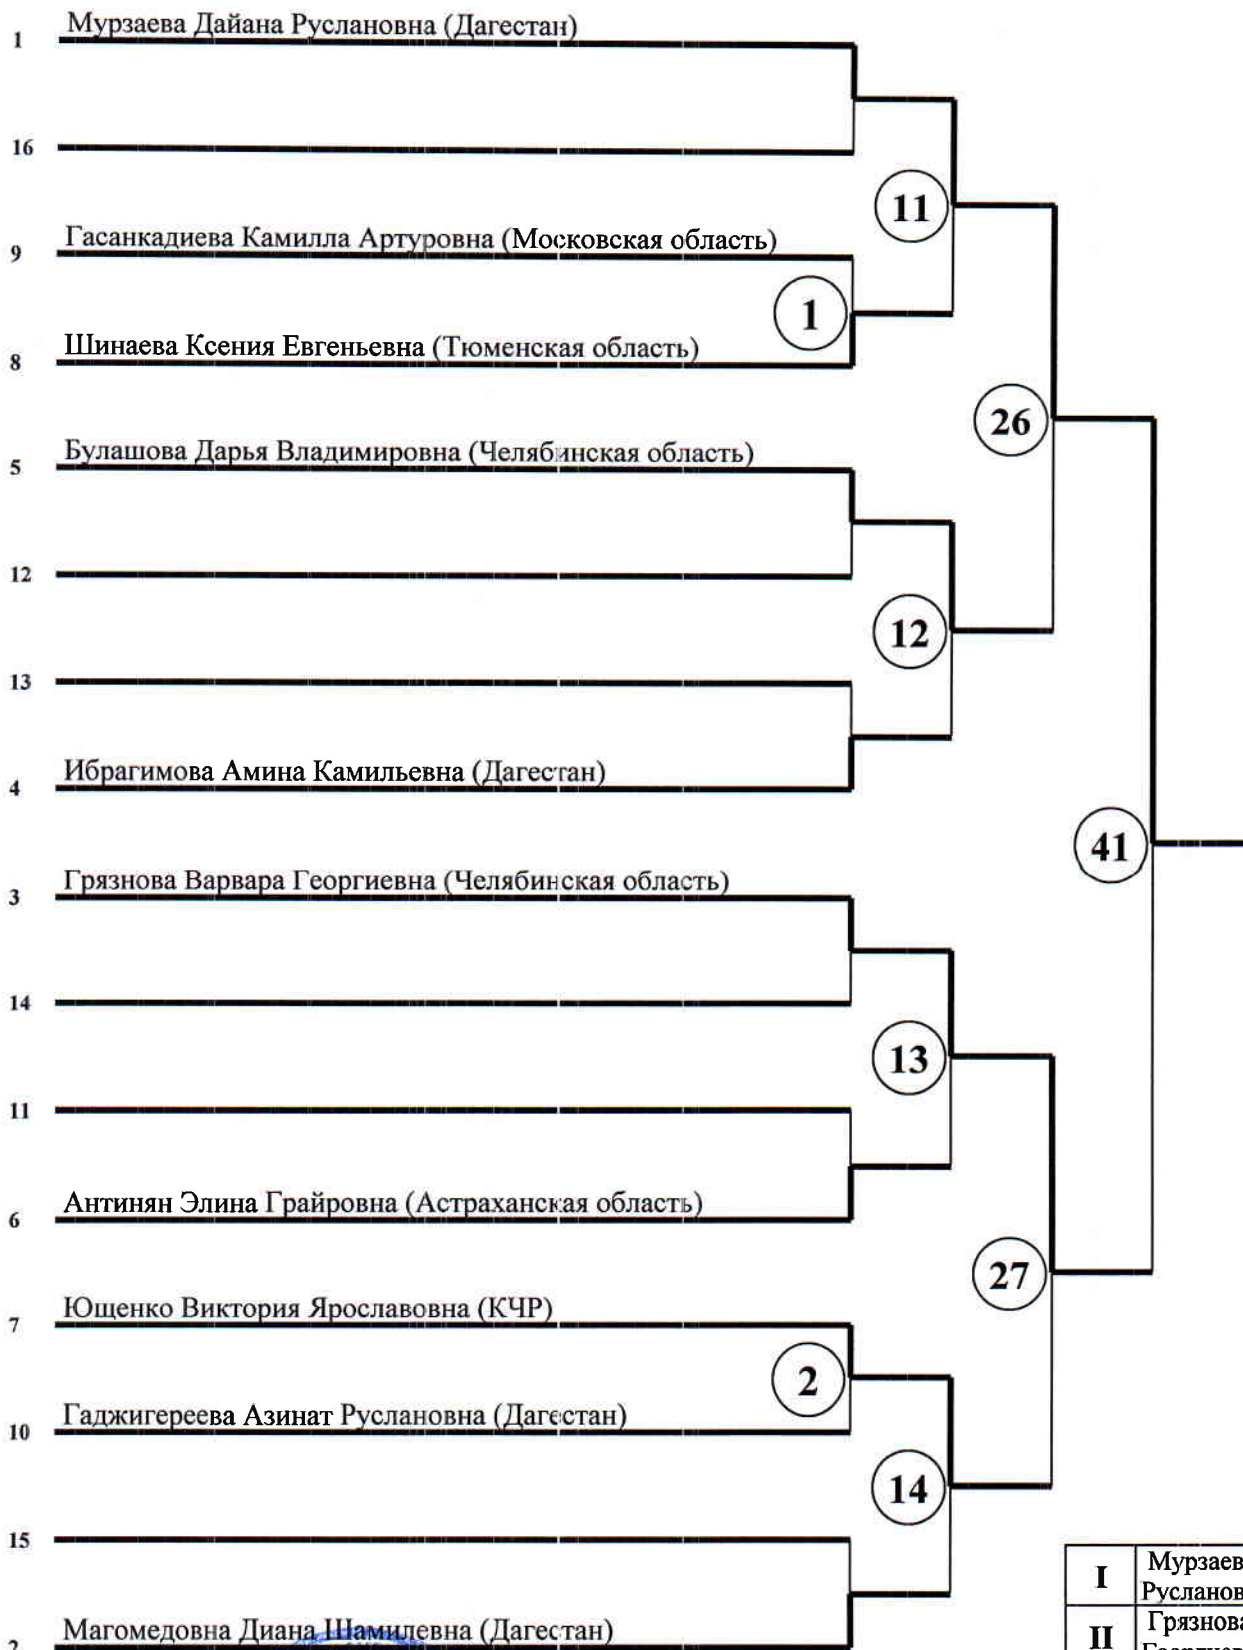 1 Мурзаева Дайана Руслановна (Дагестан)
16
11
9 Гасанкадиева Камилла Артуровна (Московская область)
1
8 Шинаева Ксения Евгеньевна (Тюменская область)
26
5 Булашова Дарья Владимировна (Челябинская область)
12
12
13
4 Ибрагимова Амина Камильевна (Дагестан)
41
3 Грязнова Варвара Георгиевна (Челябинская область)
14
13
11
6 Антинян Элина Грайровна (Астраханская область)
27
7 Ющенко Виктория Ярославовна (КЧР)
2
10 Гаджигереева Азинат Руслановна (Дагестан)
14
15
I Мурзаев
Русланов
2 Магомедовна Диана Шамилевна (Дагестан)
II Грязнова